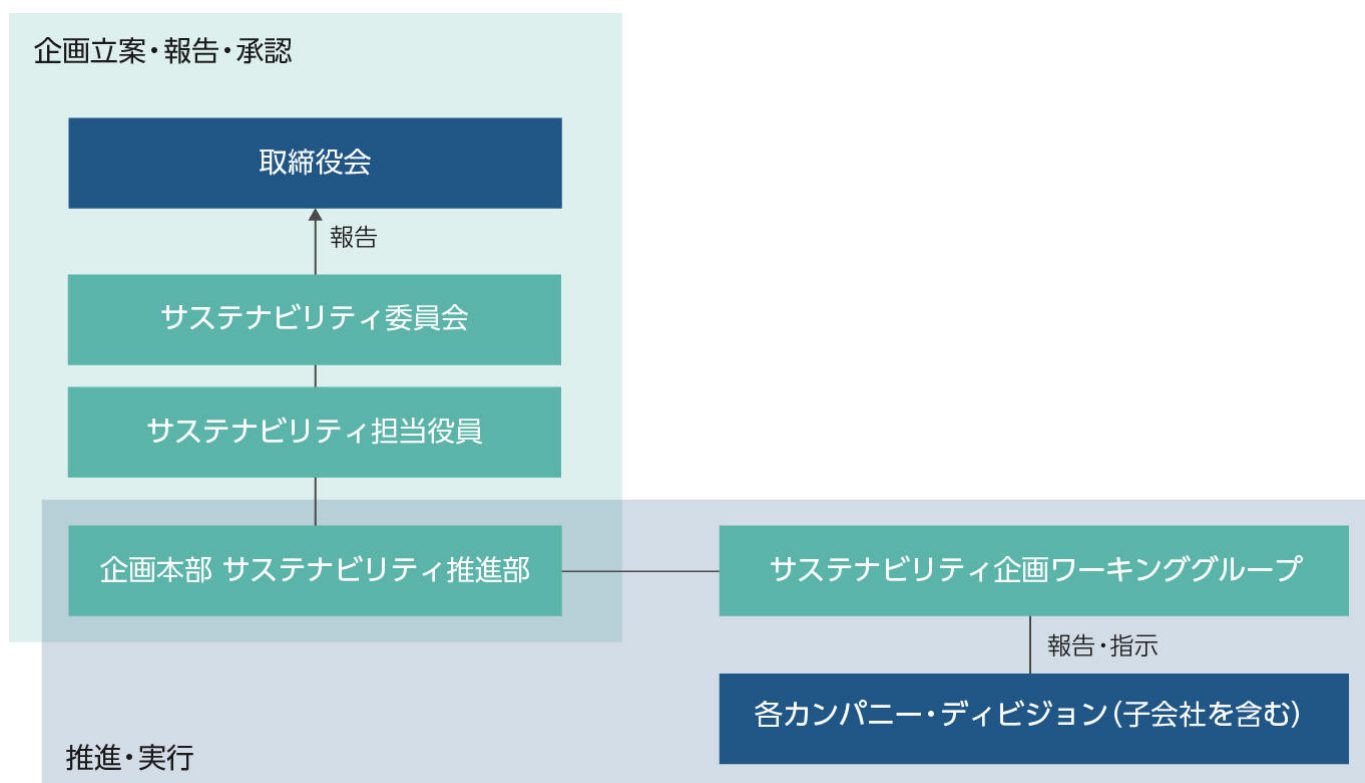 企画立案・報告・承認
取締役会
報告
サステナビリティ委員会
サステナビリティ担当役員
企画本部 サステナビリティ推進部
サステナビリティ企画ワーキンググループ
報告・指示
各カンパニー・ディビジョン(子会社を含む)
推進・実行